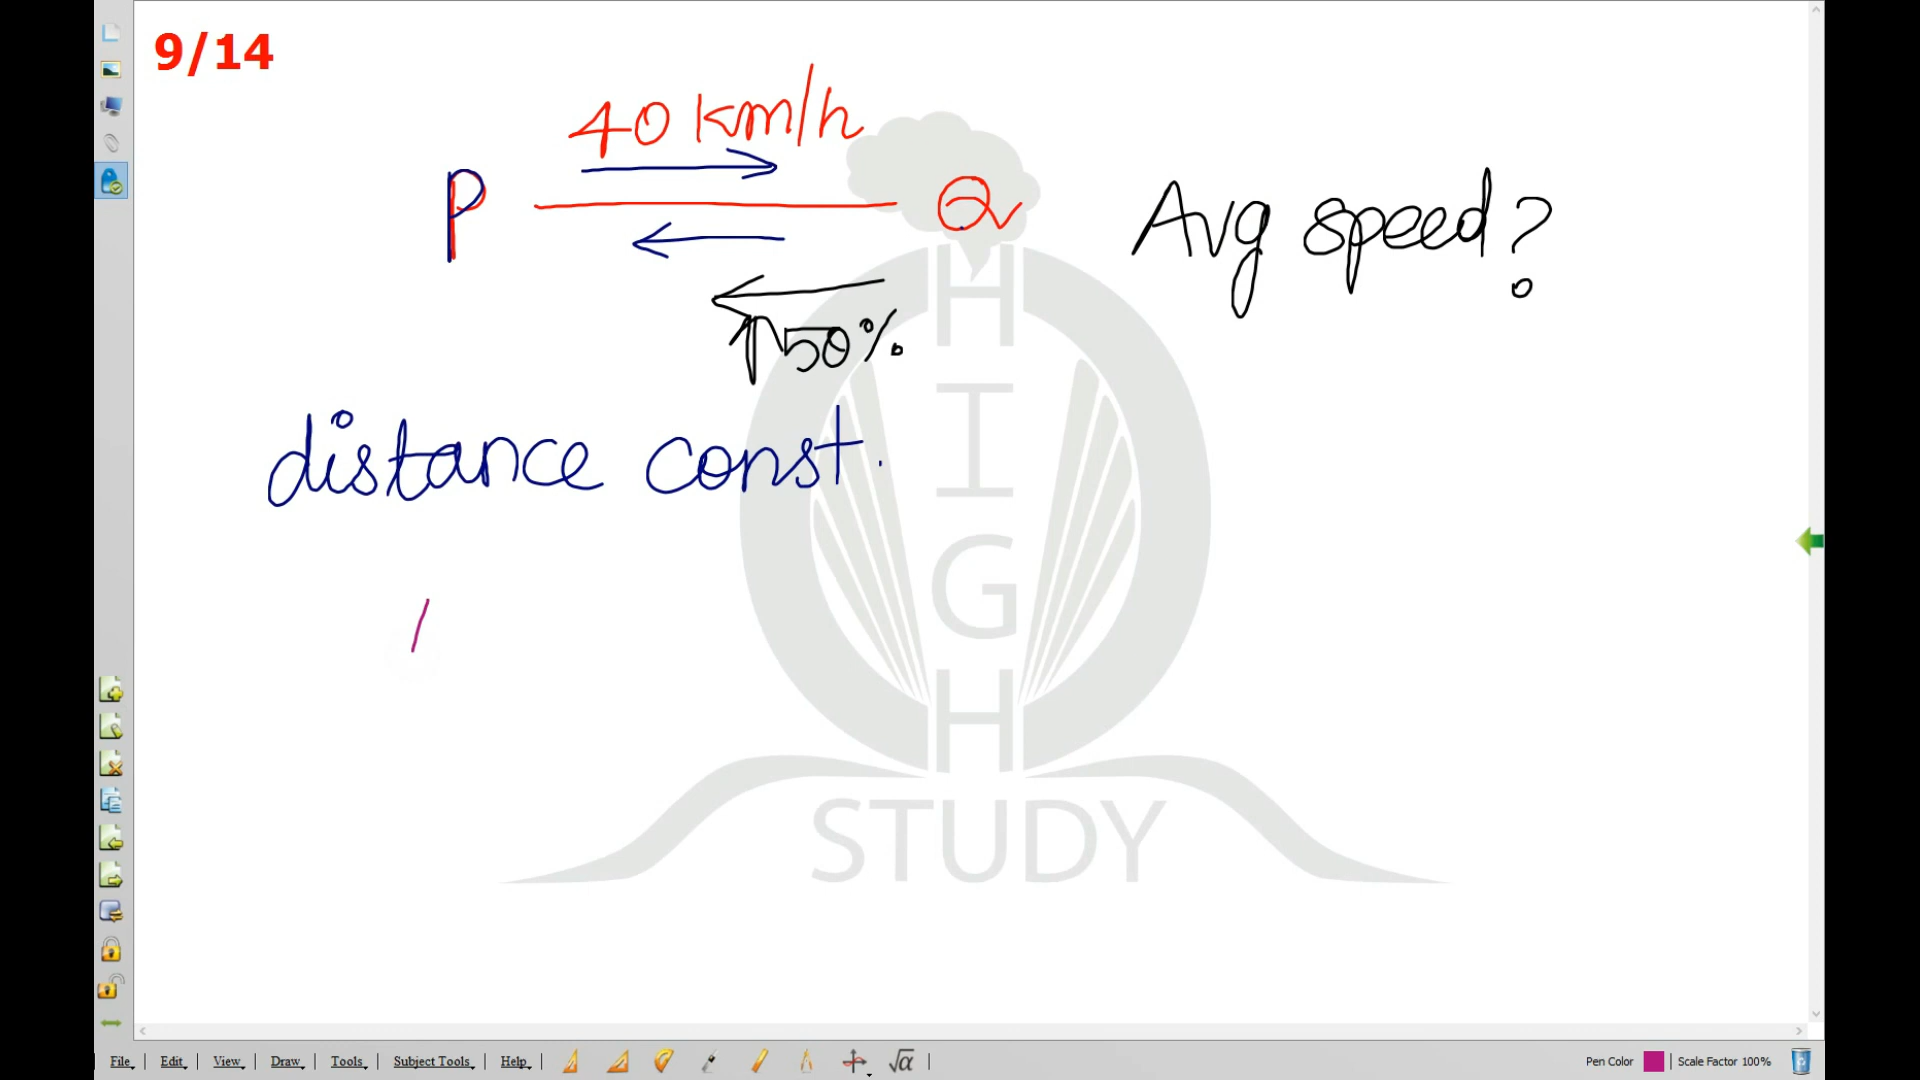 9/14
40 km/h
P Q
Avg speed?
↑50%
distance const.
HIGH
STUDY
File Edit View Draw Tools Subject Tools Help √α Pen Color Scale Factor 100%